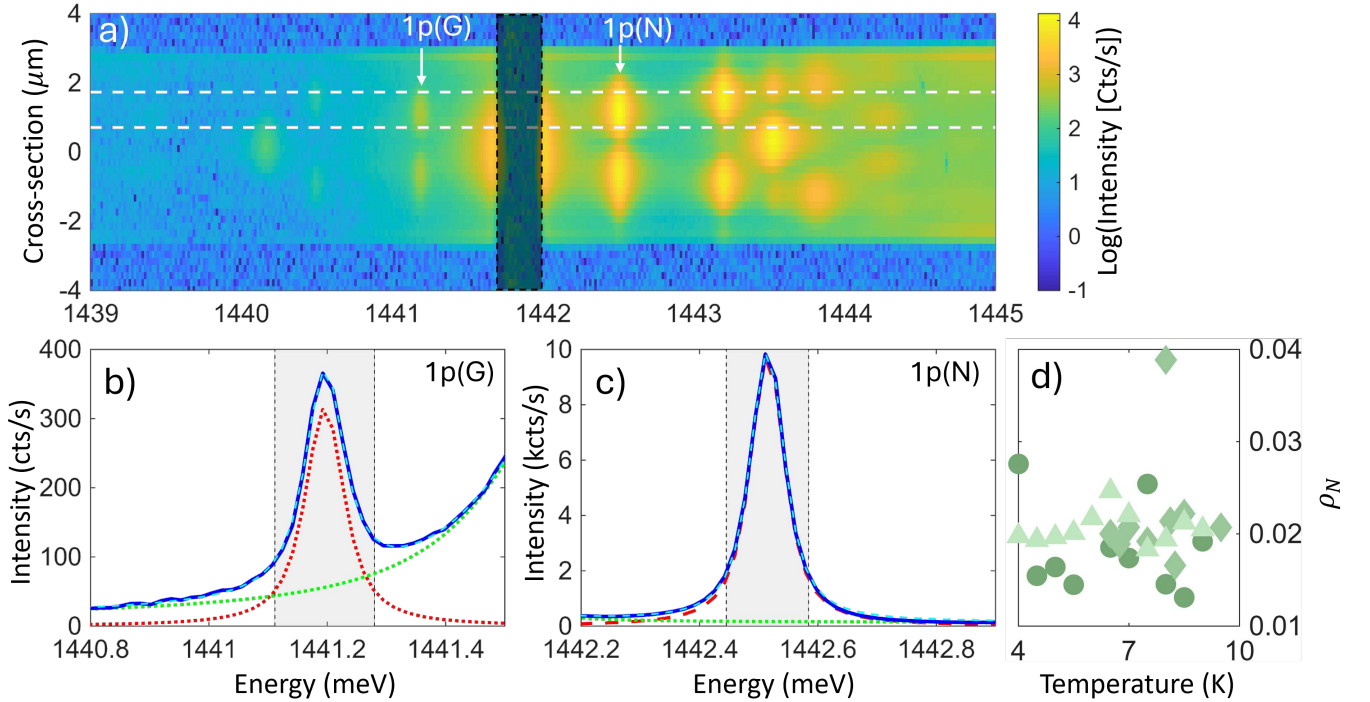 a)
1p(G)
1p(N)
Cross-section (μm)
4
2
0
-2
-4
1439
1440
1441
1442
1443
1444
1445
4
3
2
1
0
-1
Log(Intensity [Cts/s])
b)
1p(G)
Intensity (cts/s)
400
300
200
100
0
1440.8
1441
1441.2
1441.4
Energy (meV)
c)
1p(N)
Intensity (kcts/s)
10
8
6
4
2
0
1442.2
1442.4
1442.6
1442.8
Energy (meV)
d)
0.04
0.03
0.02
0.01
ρN
4
7
10
Temperature (K)